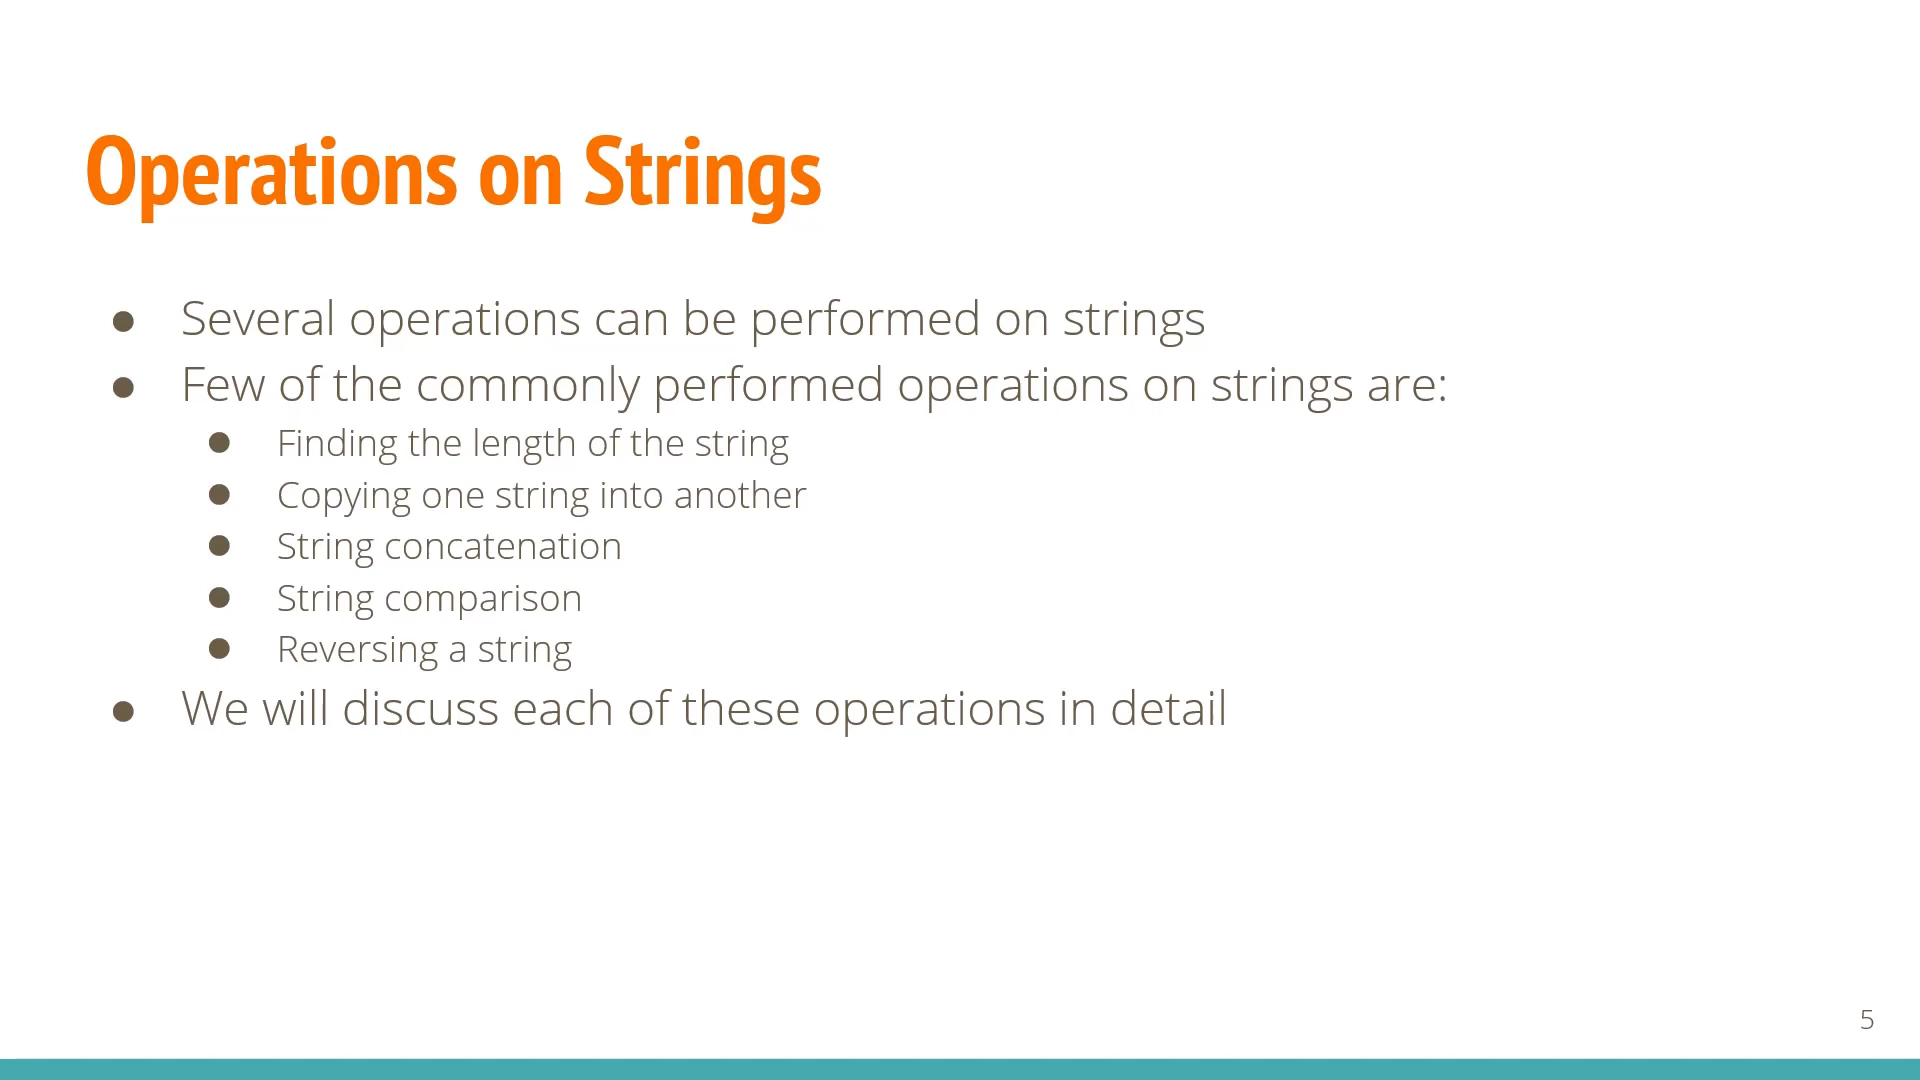 Operations on Strings
● Several operations can be performed on strings
● Few of the commonly performed operations on strings are:
● Finding the length of the string
● Copying one string into another
● String concatenation
● String comparison
● Reversing a string
● We will discuss each of these operations in detail
5